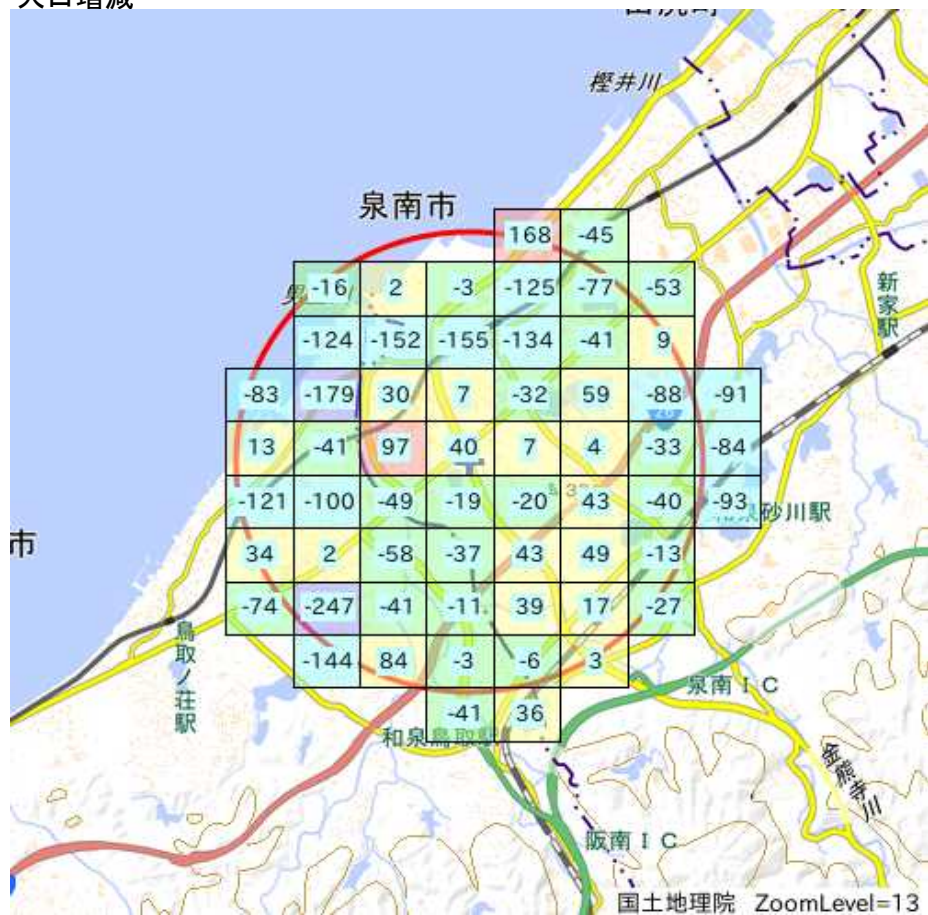 人口増減
樫井川
泉南市
168 -45
-16 2 -3 -125 -77 -53
新家駅
-124 -152 -155 -134 -41 9
-83 -179 30 7 -32 59 -88 -91
13 -41 97 40 7 4 -33 -84
-121 -100 -49 -19 -20 43 -40 -93
砂川駅
市
34 2 -58 -37 43 49 -13
-74 -247 -41 -11 39 17 -27
鳥取ノ荘駅
-144 84 -3 -6 3
泉南IC
-41 36
和泉鳥取駅
金熊寺川
阪南IC
国土地理院 ZoomLevel=13